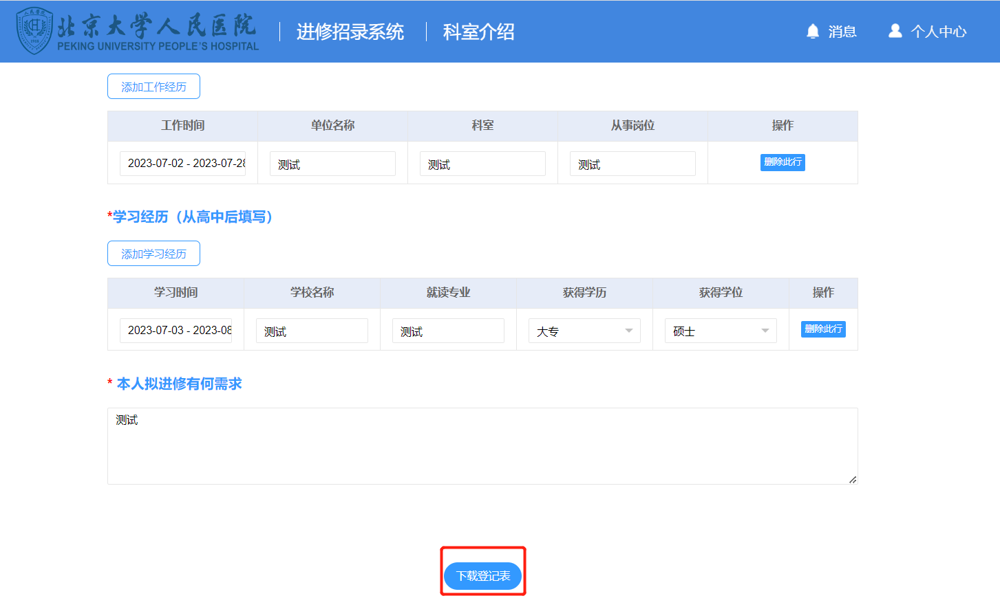 北京大学人民医院
PEKING UNIVERSITY PEOPLE'S HOSPITAL
进修招录系统
科室介绍
消息
个人中心
添加工作经历
工作时间 单位名称 科室 从事岗位 操作
2023-07-02 - 2023-07-28 测试 测试 测试 删除此行
*学习经历（从高中后填写）
添加学习经历
学习时间 学校名称 就读专业 获得学历 获得学位 操作
2023-07-03 - 2023-08 测试 测试 大专 硕士 删除此行
* 本人拟进修有何需求
测试
下载登记表